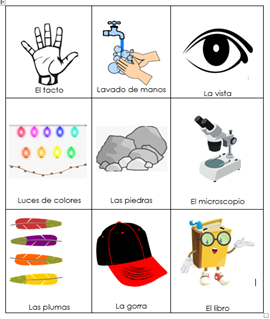 El tacto
Lavado de manos
La vista
Luces de colores
Las piedras
El microscopio
Las plumas
La gorra
El libro